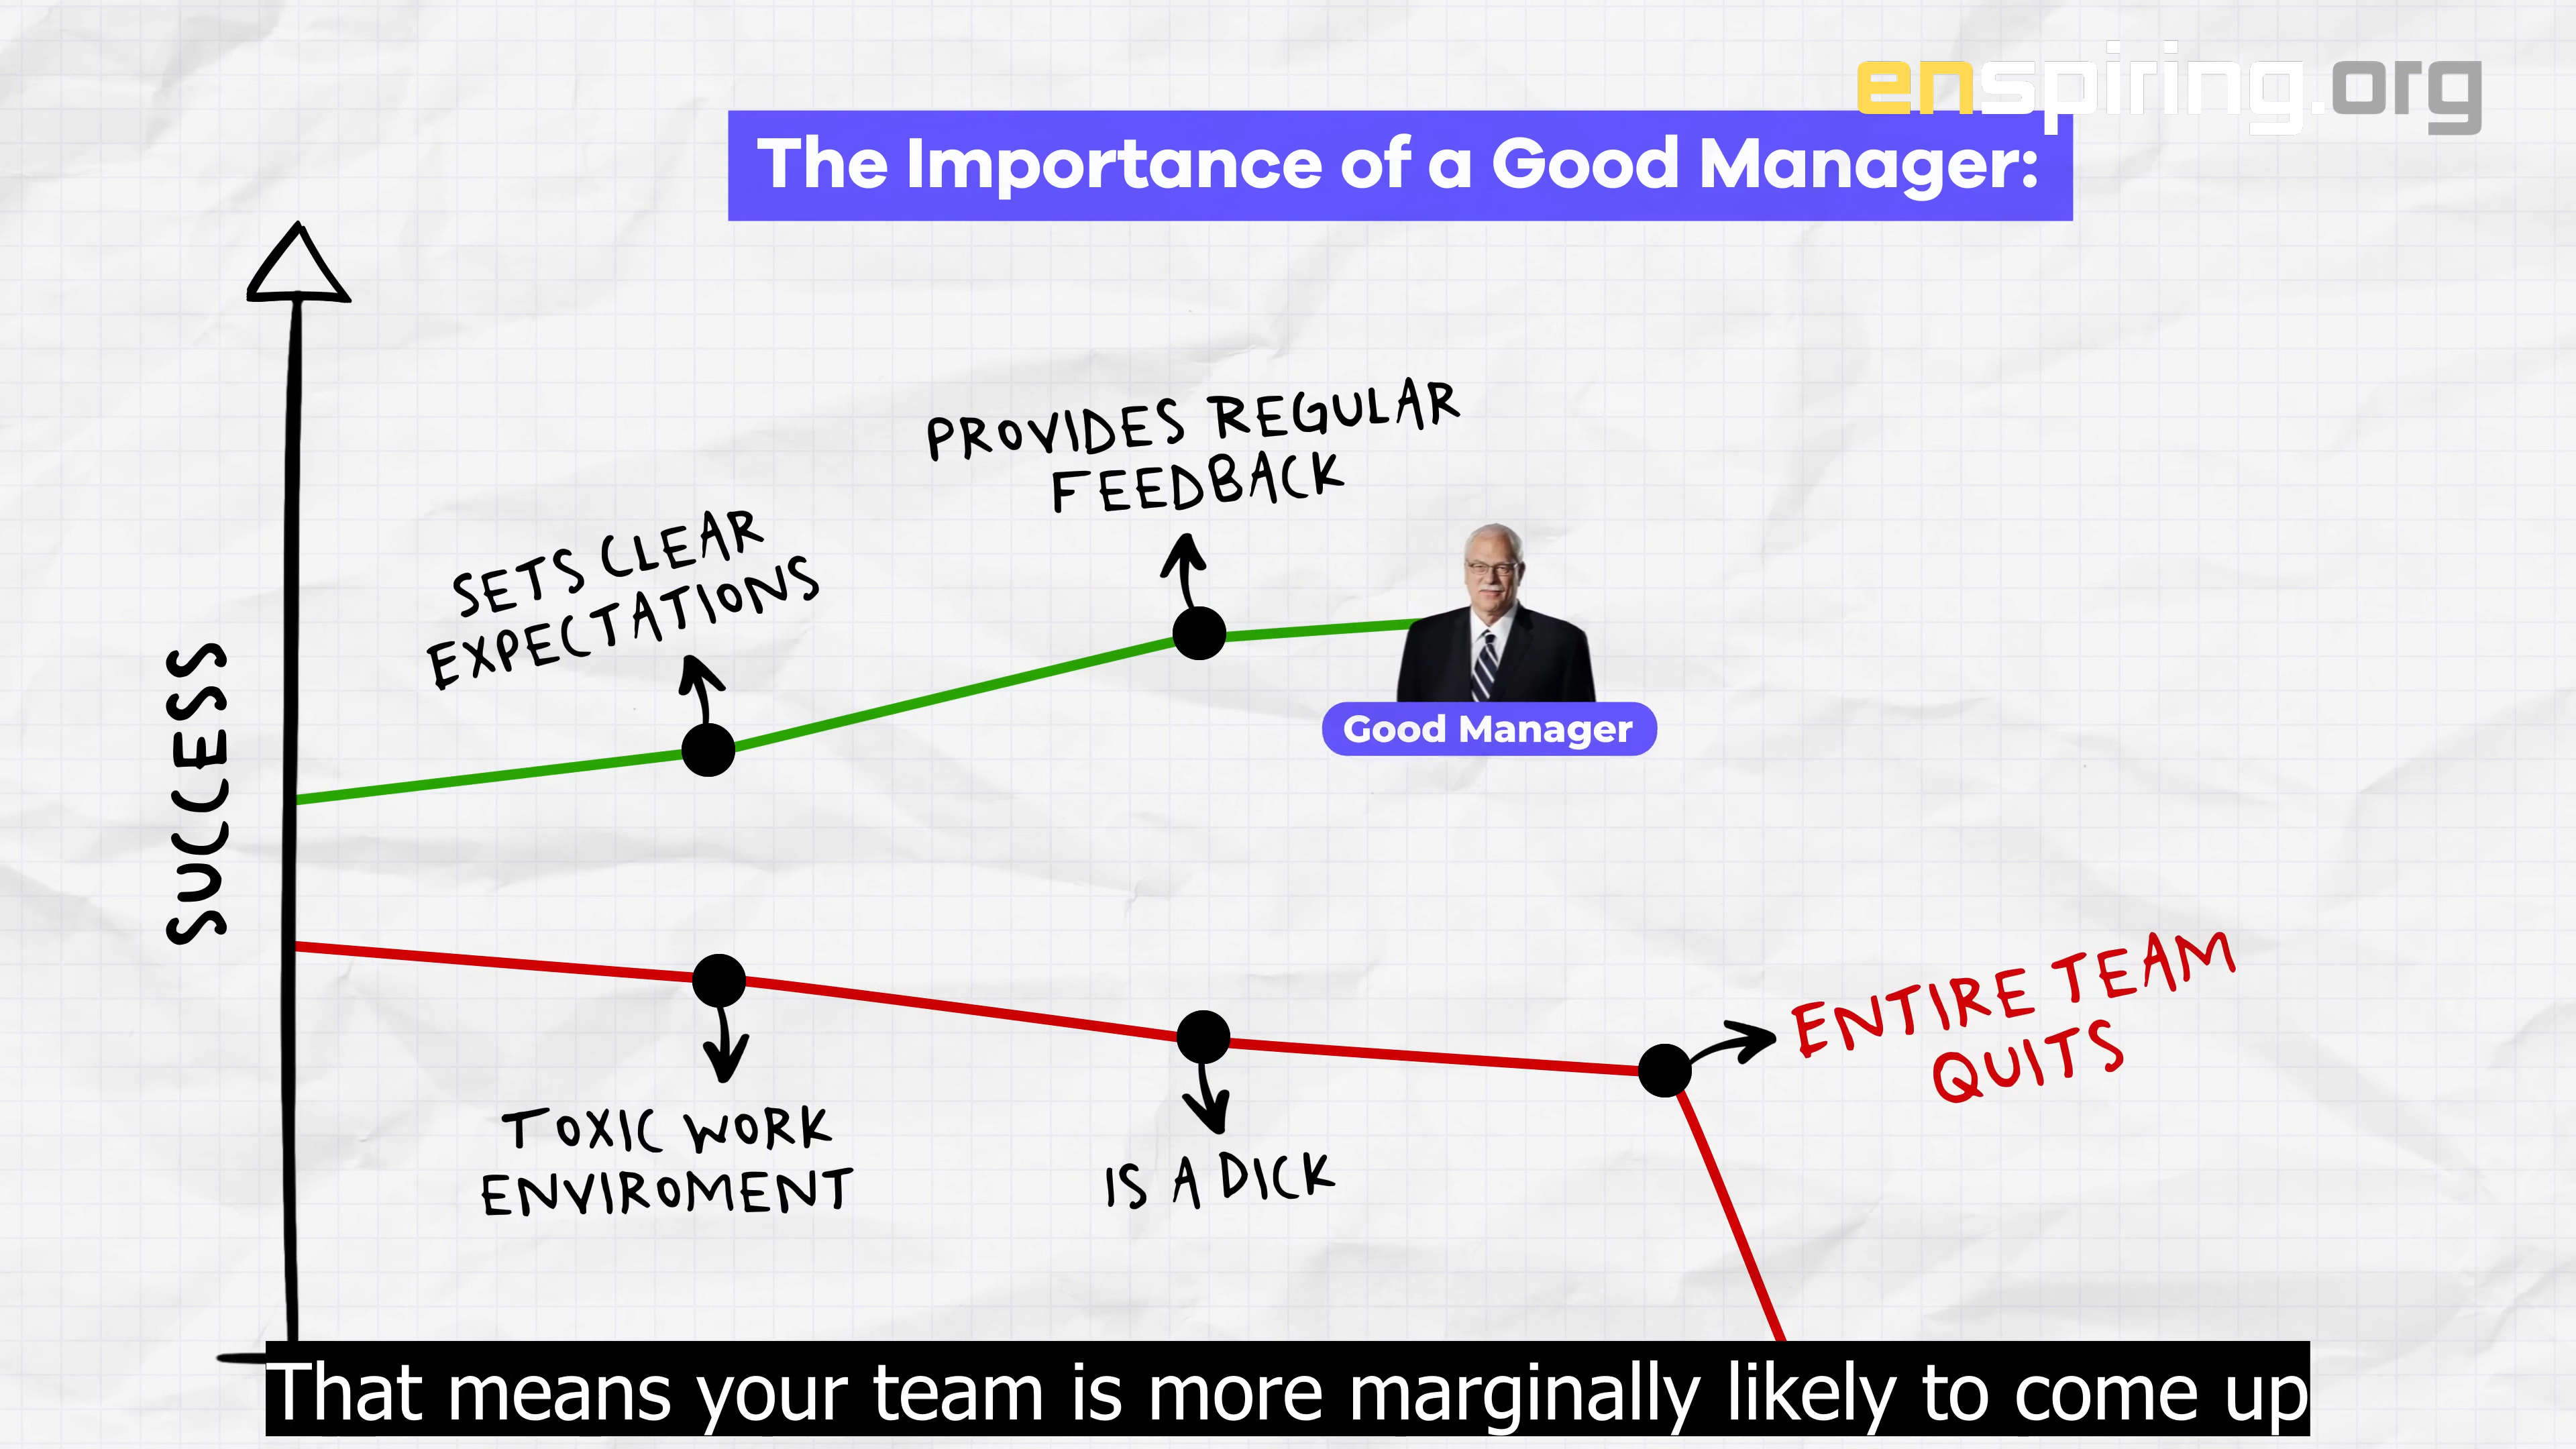 enspiring.org
The Importance of a Good Manager:
PROVIDES REGULAR
FEEDBACK
SETS CLEAR
EXPECTATIONS
Good Manager
SUCCESS
ENTIRE TEAM
QUITS
TOXIC WORK
ENVIROMENT
IS A DICK
That means your team is more marginally likely to come up